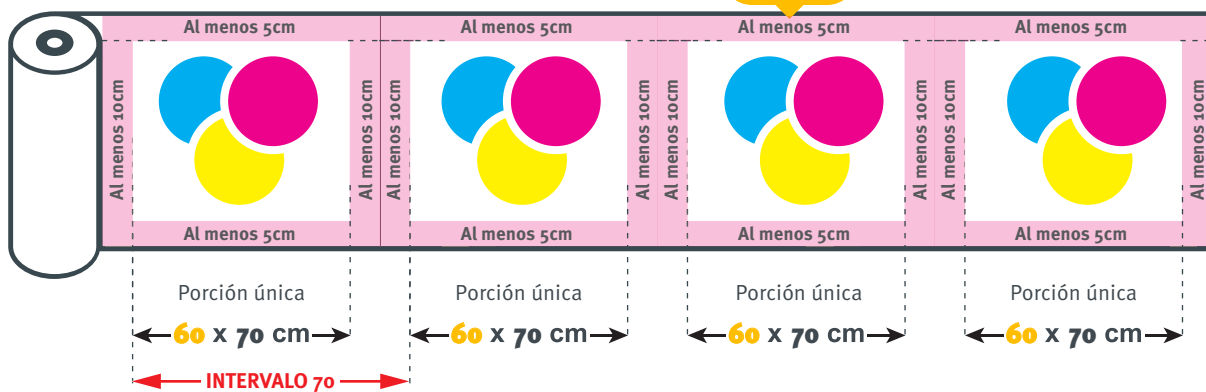 Al menos 5cm Al menos 5cm Al menos 5cm Al menos 5cm
Al menos 10cm Al menos 10cm Al menos 10cm Al menos 10cm Al menos 10cm Al menos 10cm Al menos 10cm Al menos 10cm
Al menos 5cm Al menos 5cm Al menos 5cm Al menos 5cm
Porción única Porción única Porción única Porción única
60 x 70 cm 60 x 70 cm 60 x 70 cm 60 x 70 cm
INTERVALO 70